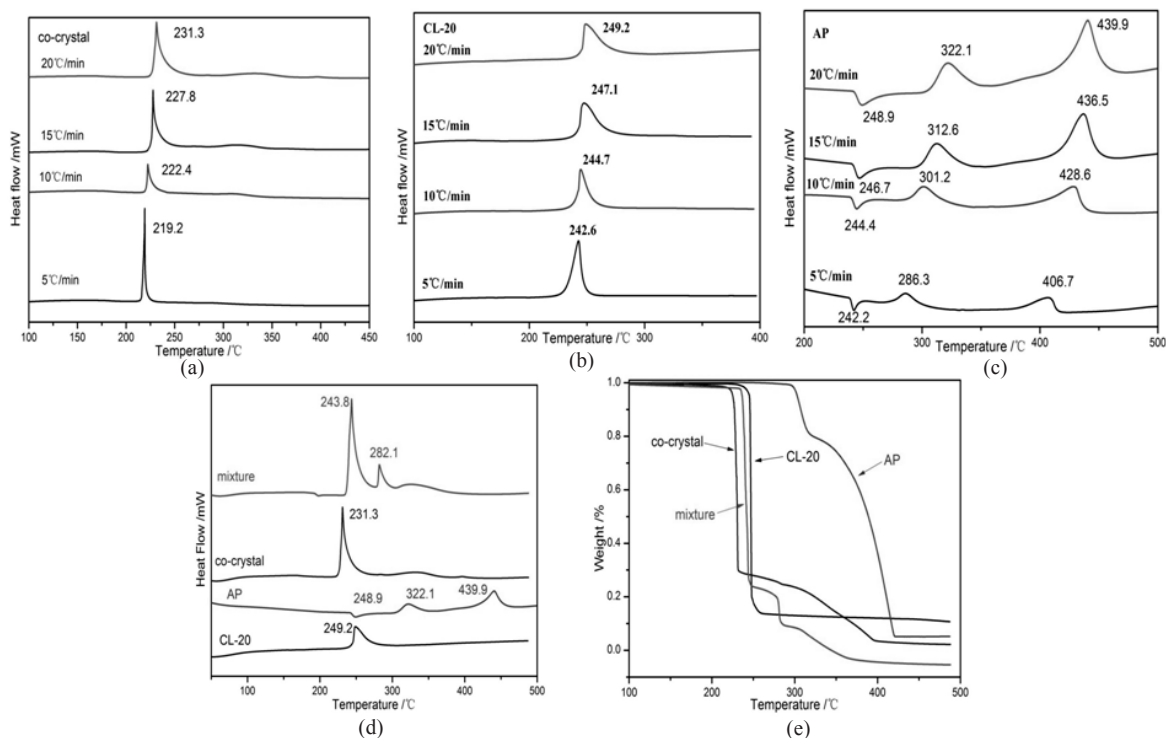 co-crystal
20℃/min
231.3
15℃/min
227.8
10℃/min
222.4
5℃/min
219.2
Heat flow /mW
100 150 200 250 300 350 400 450
Temperature /℃
(a)
CL-20
20℃/min
249.2
15℃/min
247.1
10℃/min
244.7
5℃/min
242.6
Heat flow /mW
100 200 300 400
Temperature /℃
(b)
AP
20℃/min
322.1
439.9
248.9
15℃/min
312.6
436.5
246.7
10℃/min
301.2
428.6
244.4
5℃/min
286.3
406.7
242.2
Heat flow /mW
200 300 400 500
Temperature /℃
(c)
243.8
282.1
mixture
231.3
co-crystal
AP
248.9
322.1
439.9
249.2
CL-20
Heat Flow /mW
100 150 200 250 300 350 400 450 500
50
Temperature /℃
(d)
1.0
0.8
0.6
0.4
0.2
0.0
Weight /%
co-crystal
CL-20
AP
mixture
100 200 300 400 500
Temperature /℃
(e)